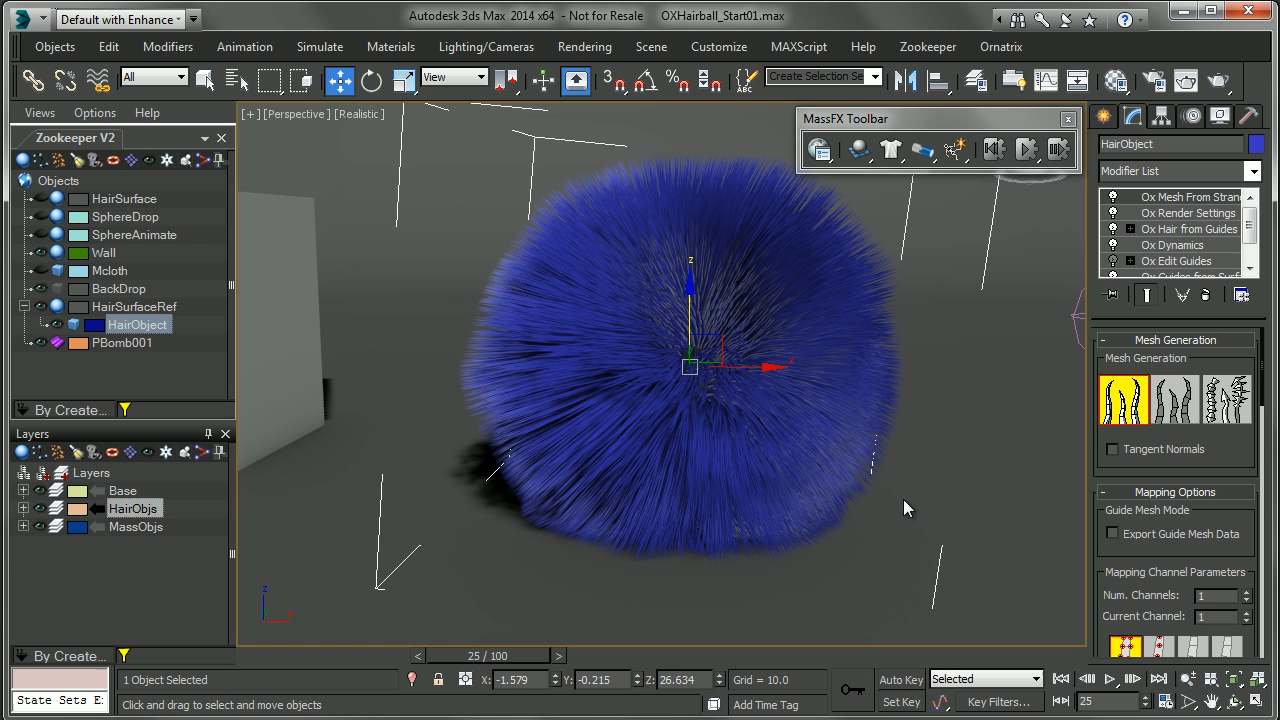 Default with Enhance
Autodesk 3ds Max 2014 x64 - Not for Resale OXHairball_Start01.max
Objects Edit Modifiers Animation Simulate Materials Lighting/Cameras Rendering Scene Customize MAXScript Help Zookeeper Ornatrix
All
View
3
%
ABC
Create Selection Se
Views Options Help
Zookeeper V2
Objects
HairSurface
SphereDrop
SphereAnimate
Wall
Mcloth
BackDrop
HairSurfaceRef
HairObject
PBomb001
By Create...
Layers
Layers
Base
HairObjs
MassObjs
By Create...
[+] [Perspective] [Realistic]
MassFX Toolbar
z
x
z
HairObject
Modifier List
Ox Mesh From Stran
Ox Render Settings
Ox Hair from Guides
Ox Dynamics
Ox Edit Guides
Ox Guides from Surf
Mesh Generation
Mesh Generation
Tangent Normals
Mapping Options
Guide Mesh Mode
Export Guide Mesh Data
Mapping Channel Parameters
Num. Channels: 1
Current Channel: 1
< 25 / 100 >
State Sets E:
1 Object Selected
X: -1.579 Y: -0.215 Z: 26.634
Grid = 10.0
Auto Key
Selected
Click and drag to select and move objects
Add Time Tag
Set Key
Key Filters...
25